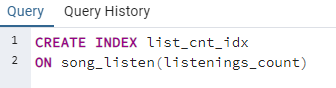 Query Query History
1 CREATE INDEX list_cnt_idx
2 ON song_listen(listenings_count)